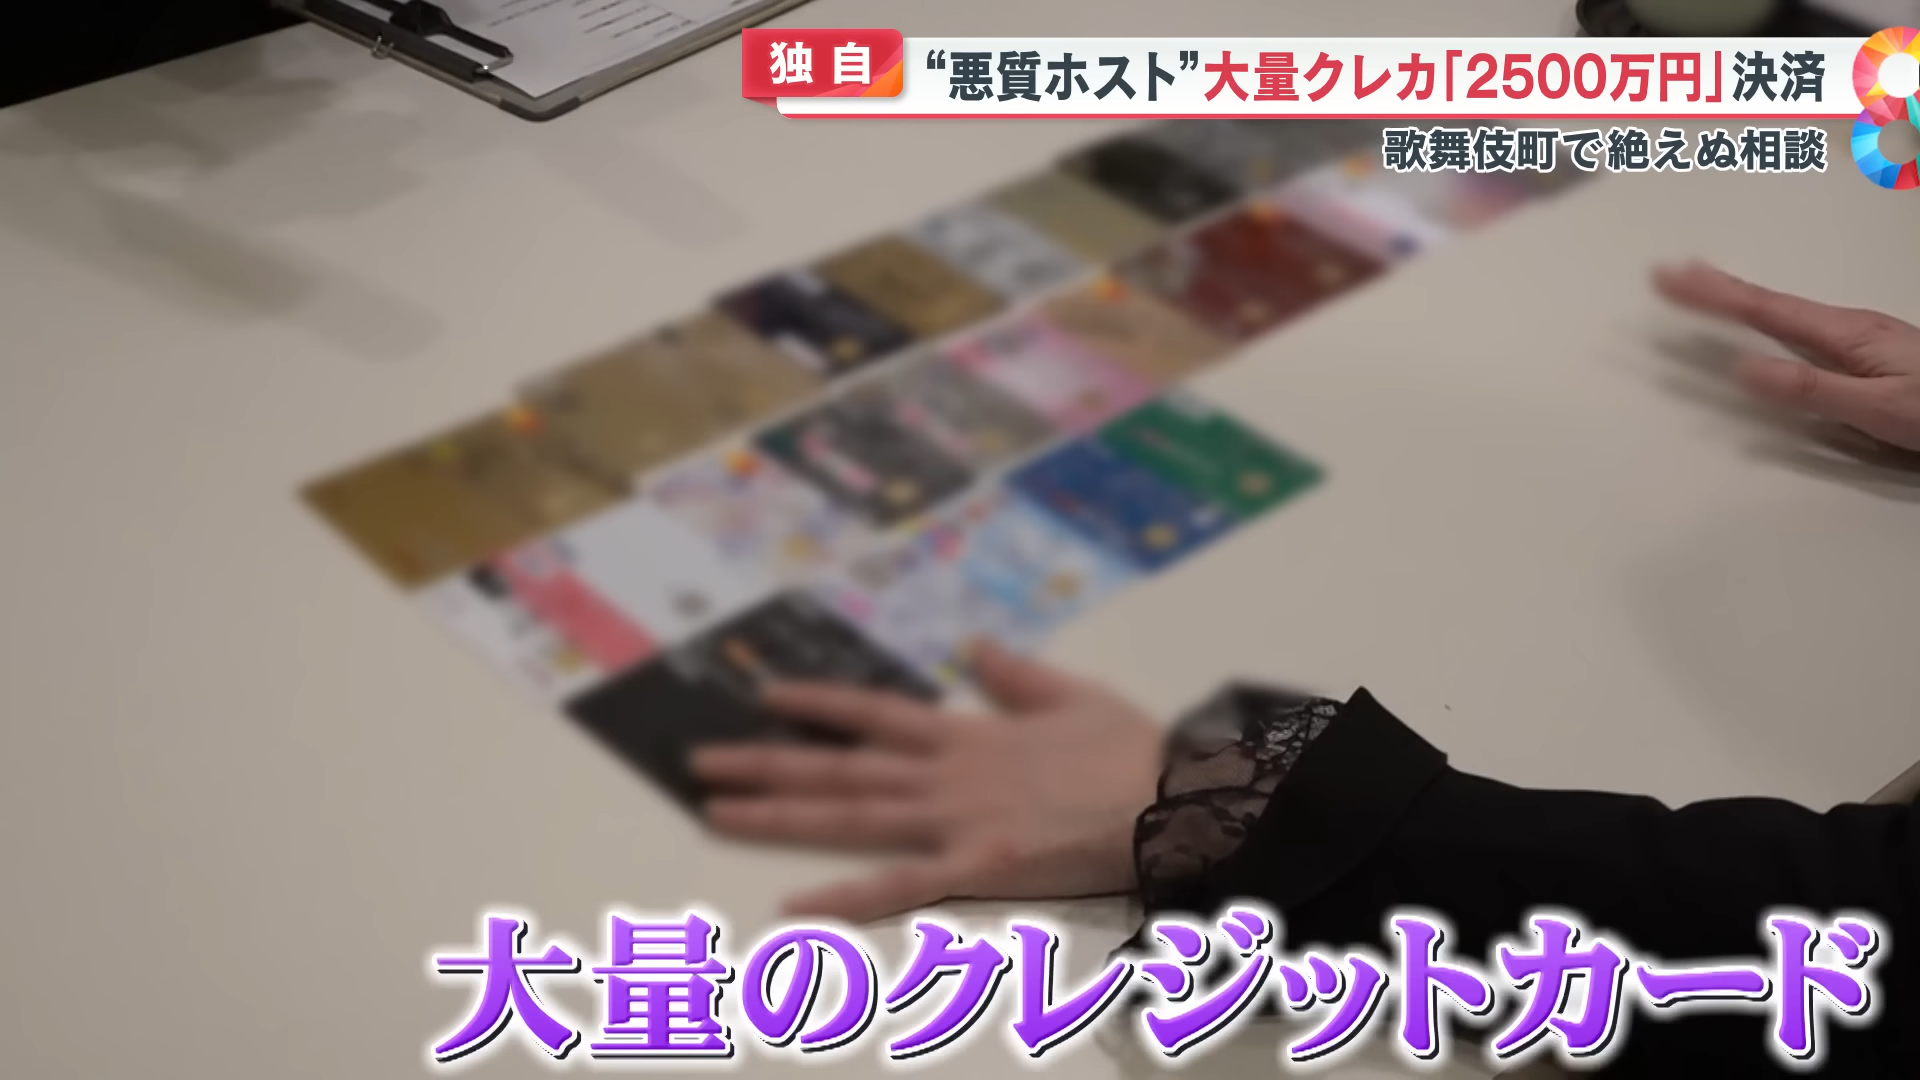 独自
“悪質ホスト”大量クレカ「2500万円」決済
歌舞伎町で絶えぬ相談
大量のクレジットカード